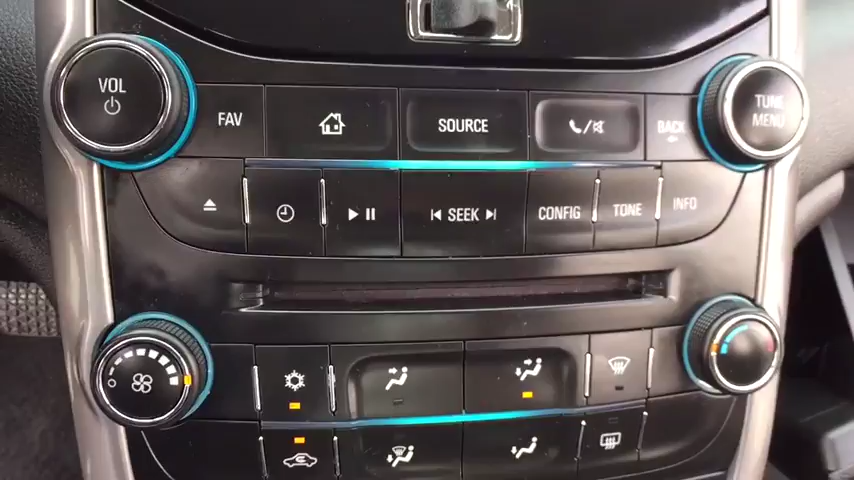 VOL
FAV
SOURCE
BACK
TUNE
MENU
SEEK
CONFIG
TONE
INFO